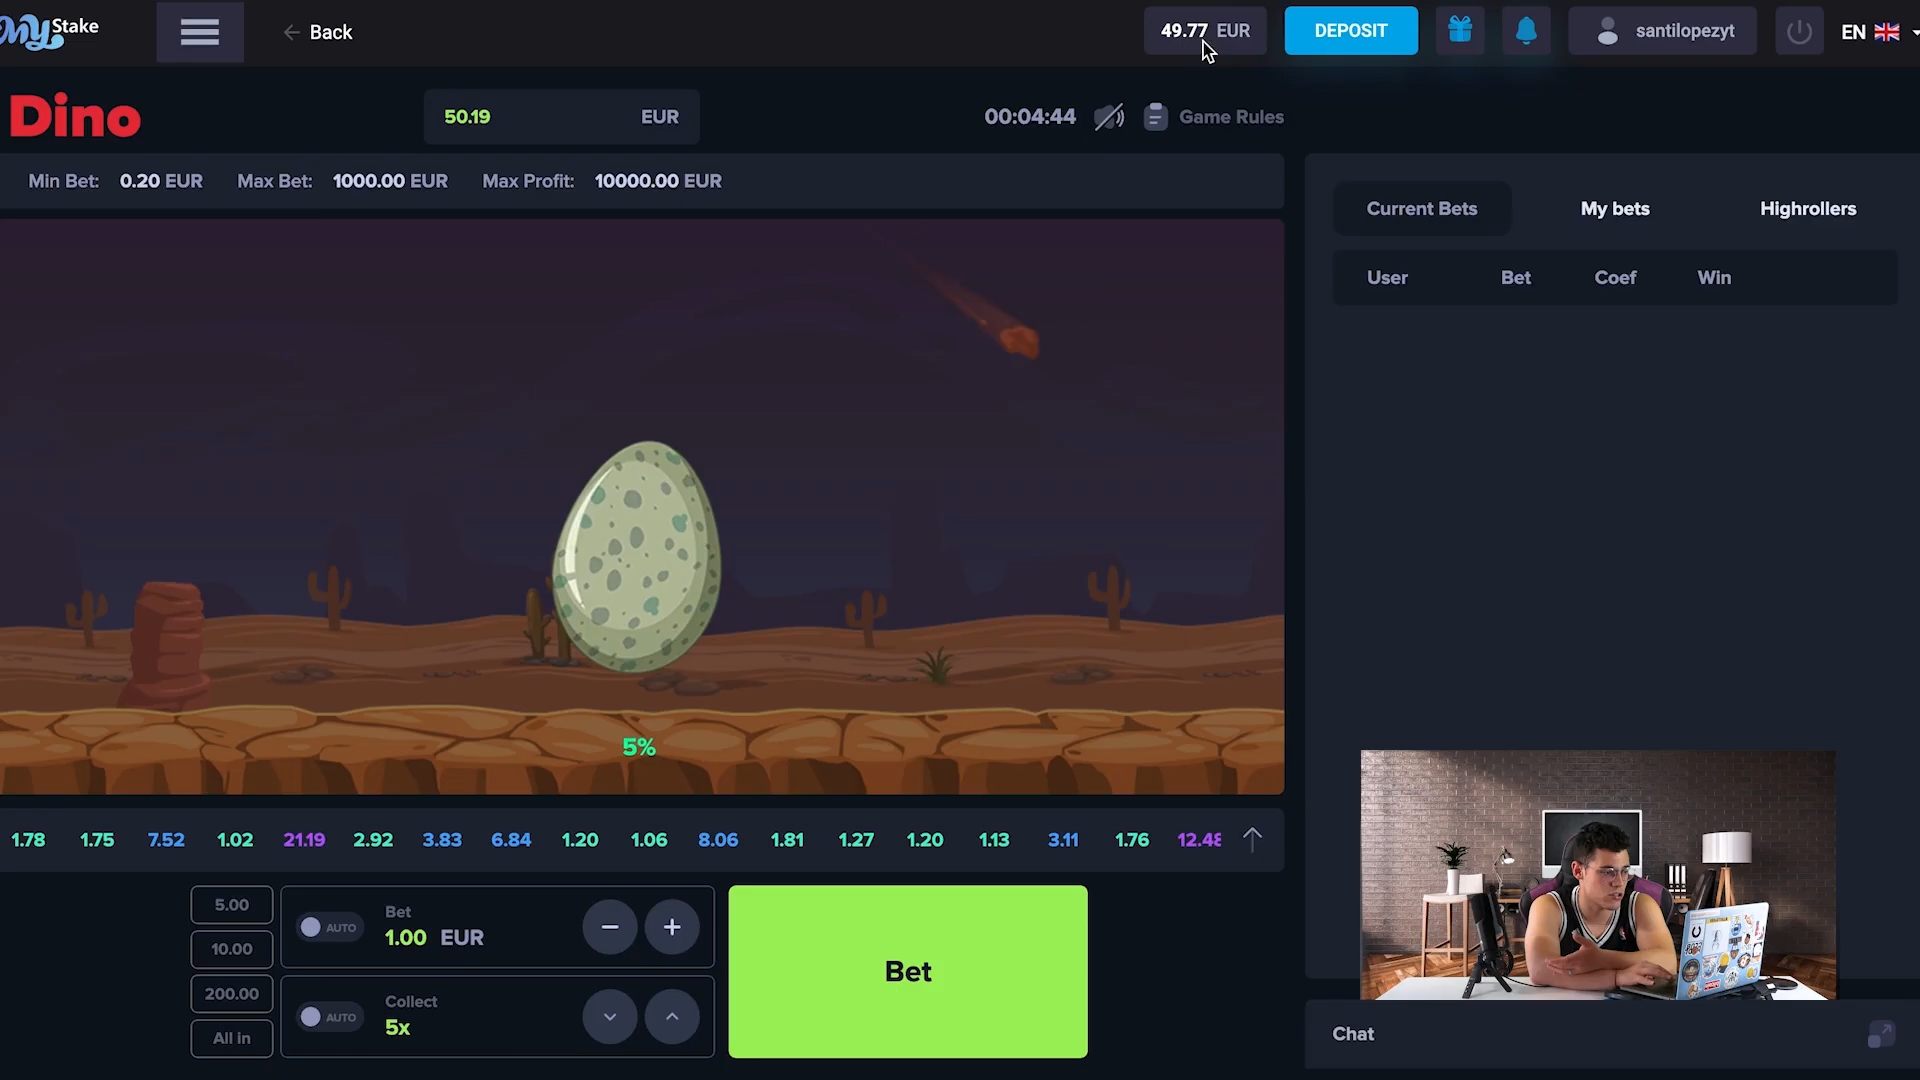 My Stake
Back
49.77 EUR
DEPOSIT
santilopezyt
EN
Dino
50.19 EUR
00:04:44
Game Rules
Min Bet: 0.20 EUR Max Bet: 1000.00 EUR Max Profit: 10000.00 EUR
Current Bets My bets Highrollers
User Bet Coef Win
5%
1.78 1.75 7.52 1.02 21.19 2.92 3.83 6.84 1.20 1.06 8.06 1.81 1.27 1.20 1.13 3.11 1.76 12.48
5.00
10.00
200.00
All in
AUTO
Bet
1.00 EUR
AUTO
Collect
5x
Bet
Chat